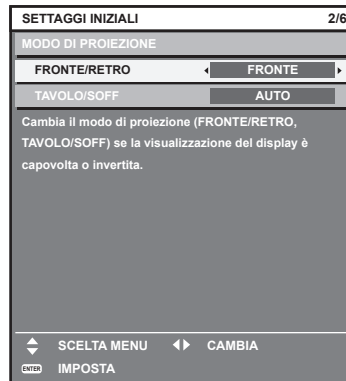 SETTAGGI INIZIALI 2/6
MODO DI PROIEZIONE
FRONTE/RETRO FRONTE
TAVOLO/SOFF AUTO
Cambia il modo di proiezione (FRONTE/RETRO,
TAVOLO/SOFF) se la visualizzazione del display è
capovolta o invertita.
SCELTA MENU CAMBIA
ENTER IMPOSTA